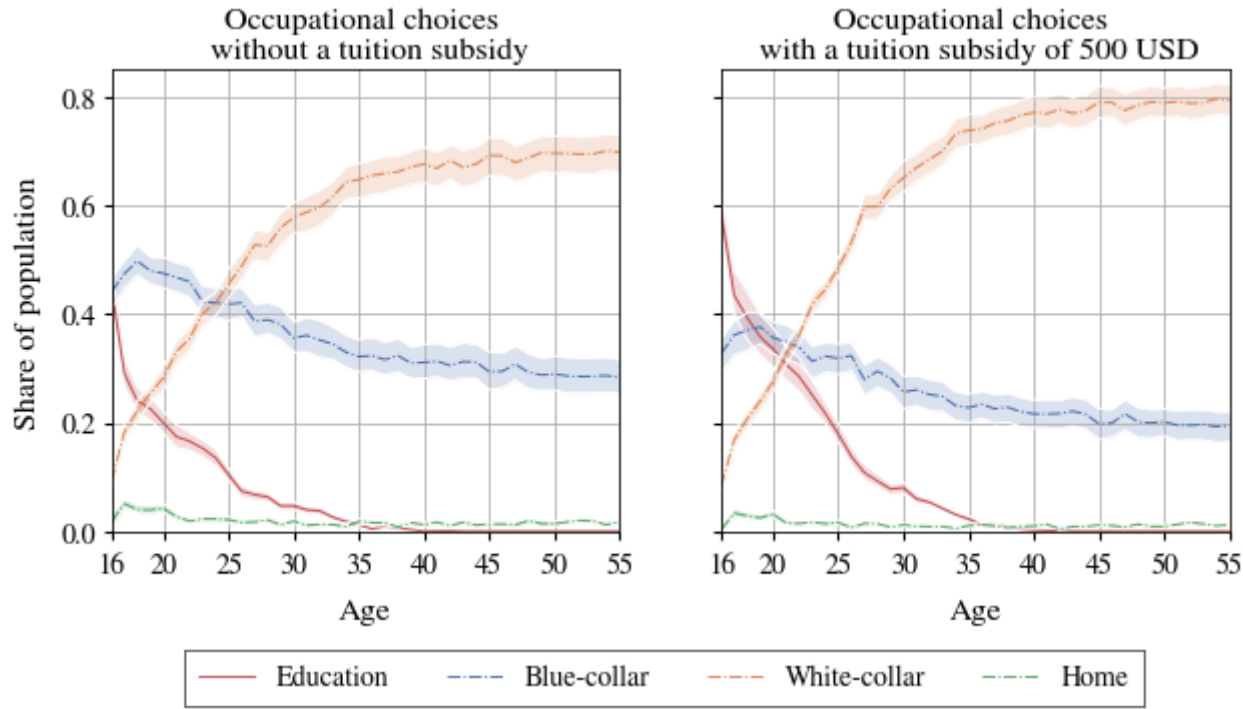 Occupational choices
without a tuition subsidy
Occupational choices
with a tuition subsidy of 500 USD
Share of population
0.8
0.6
0.4
0.2
0.0
16 20 25 30 35 40 45 50 55
16 20 25 30 35 40 45 50 55
Age
Age
Education Blue-collar White-collar Home